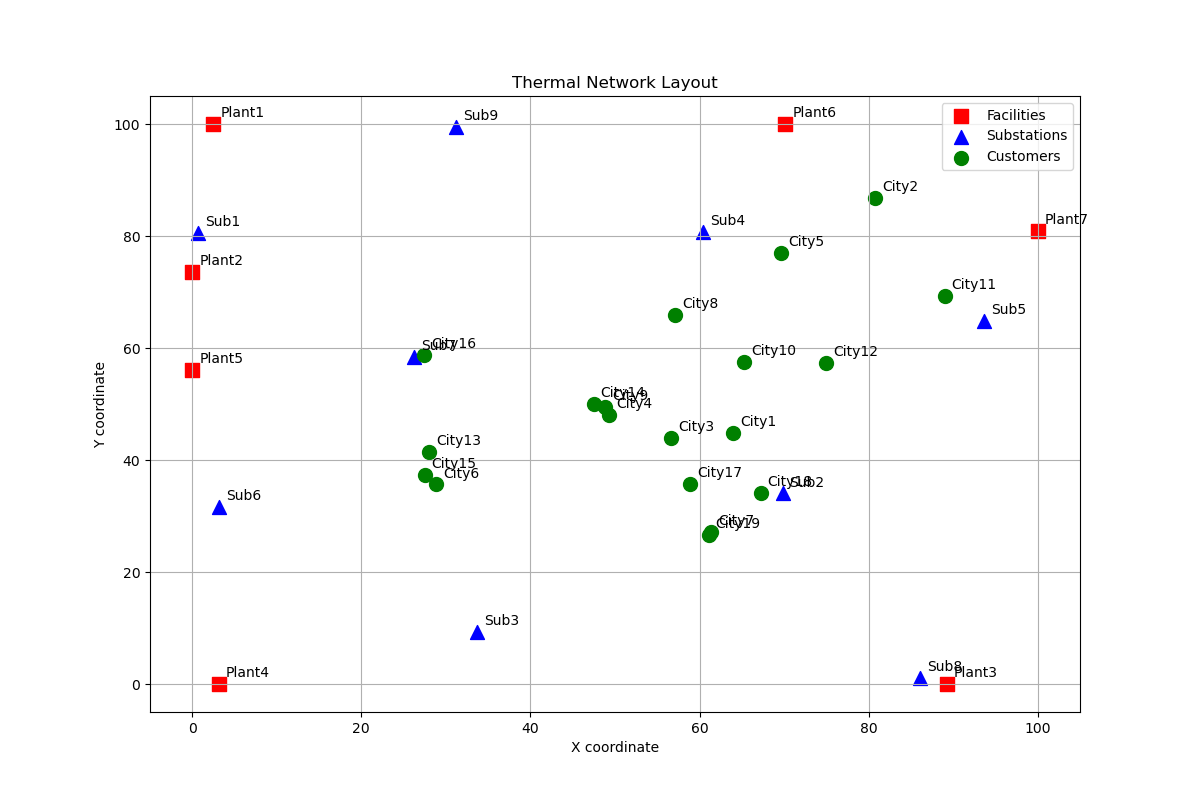 Thermal Network Layout
Plant1
Sub9
Plant6
Facilities
Substations
Customers
City2
Sub1
Sub4
Plant7
City5
Plant2
City11
City8
Sub5
Sub7
City16
City10
City12
Plant5
City14
City9
City4
City3
City1
City13
City15
City6
City17
City18
Sub2
Sub6
City7
City19
Sub3
Sub8
Plant3
Plant4
100
80
60
40
20
0
0
20
40
60
80
100
X coordinate
Y coordinate